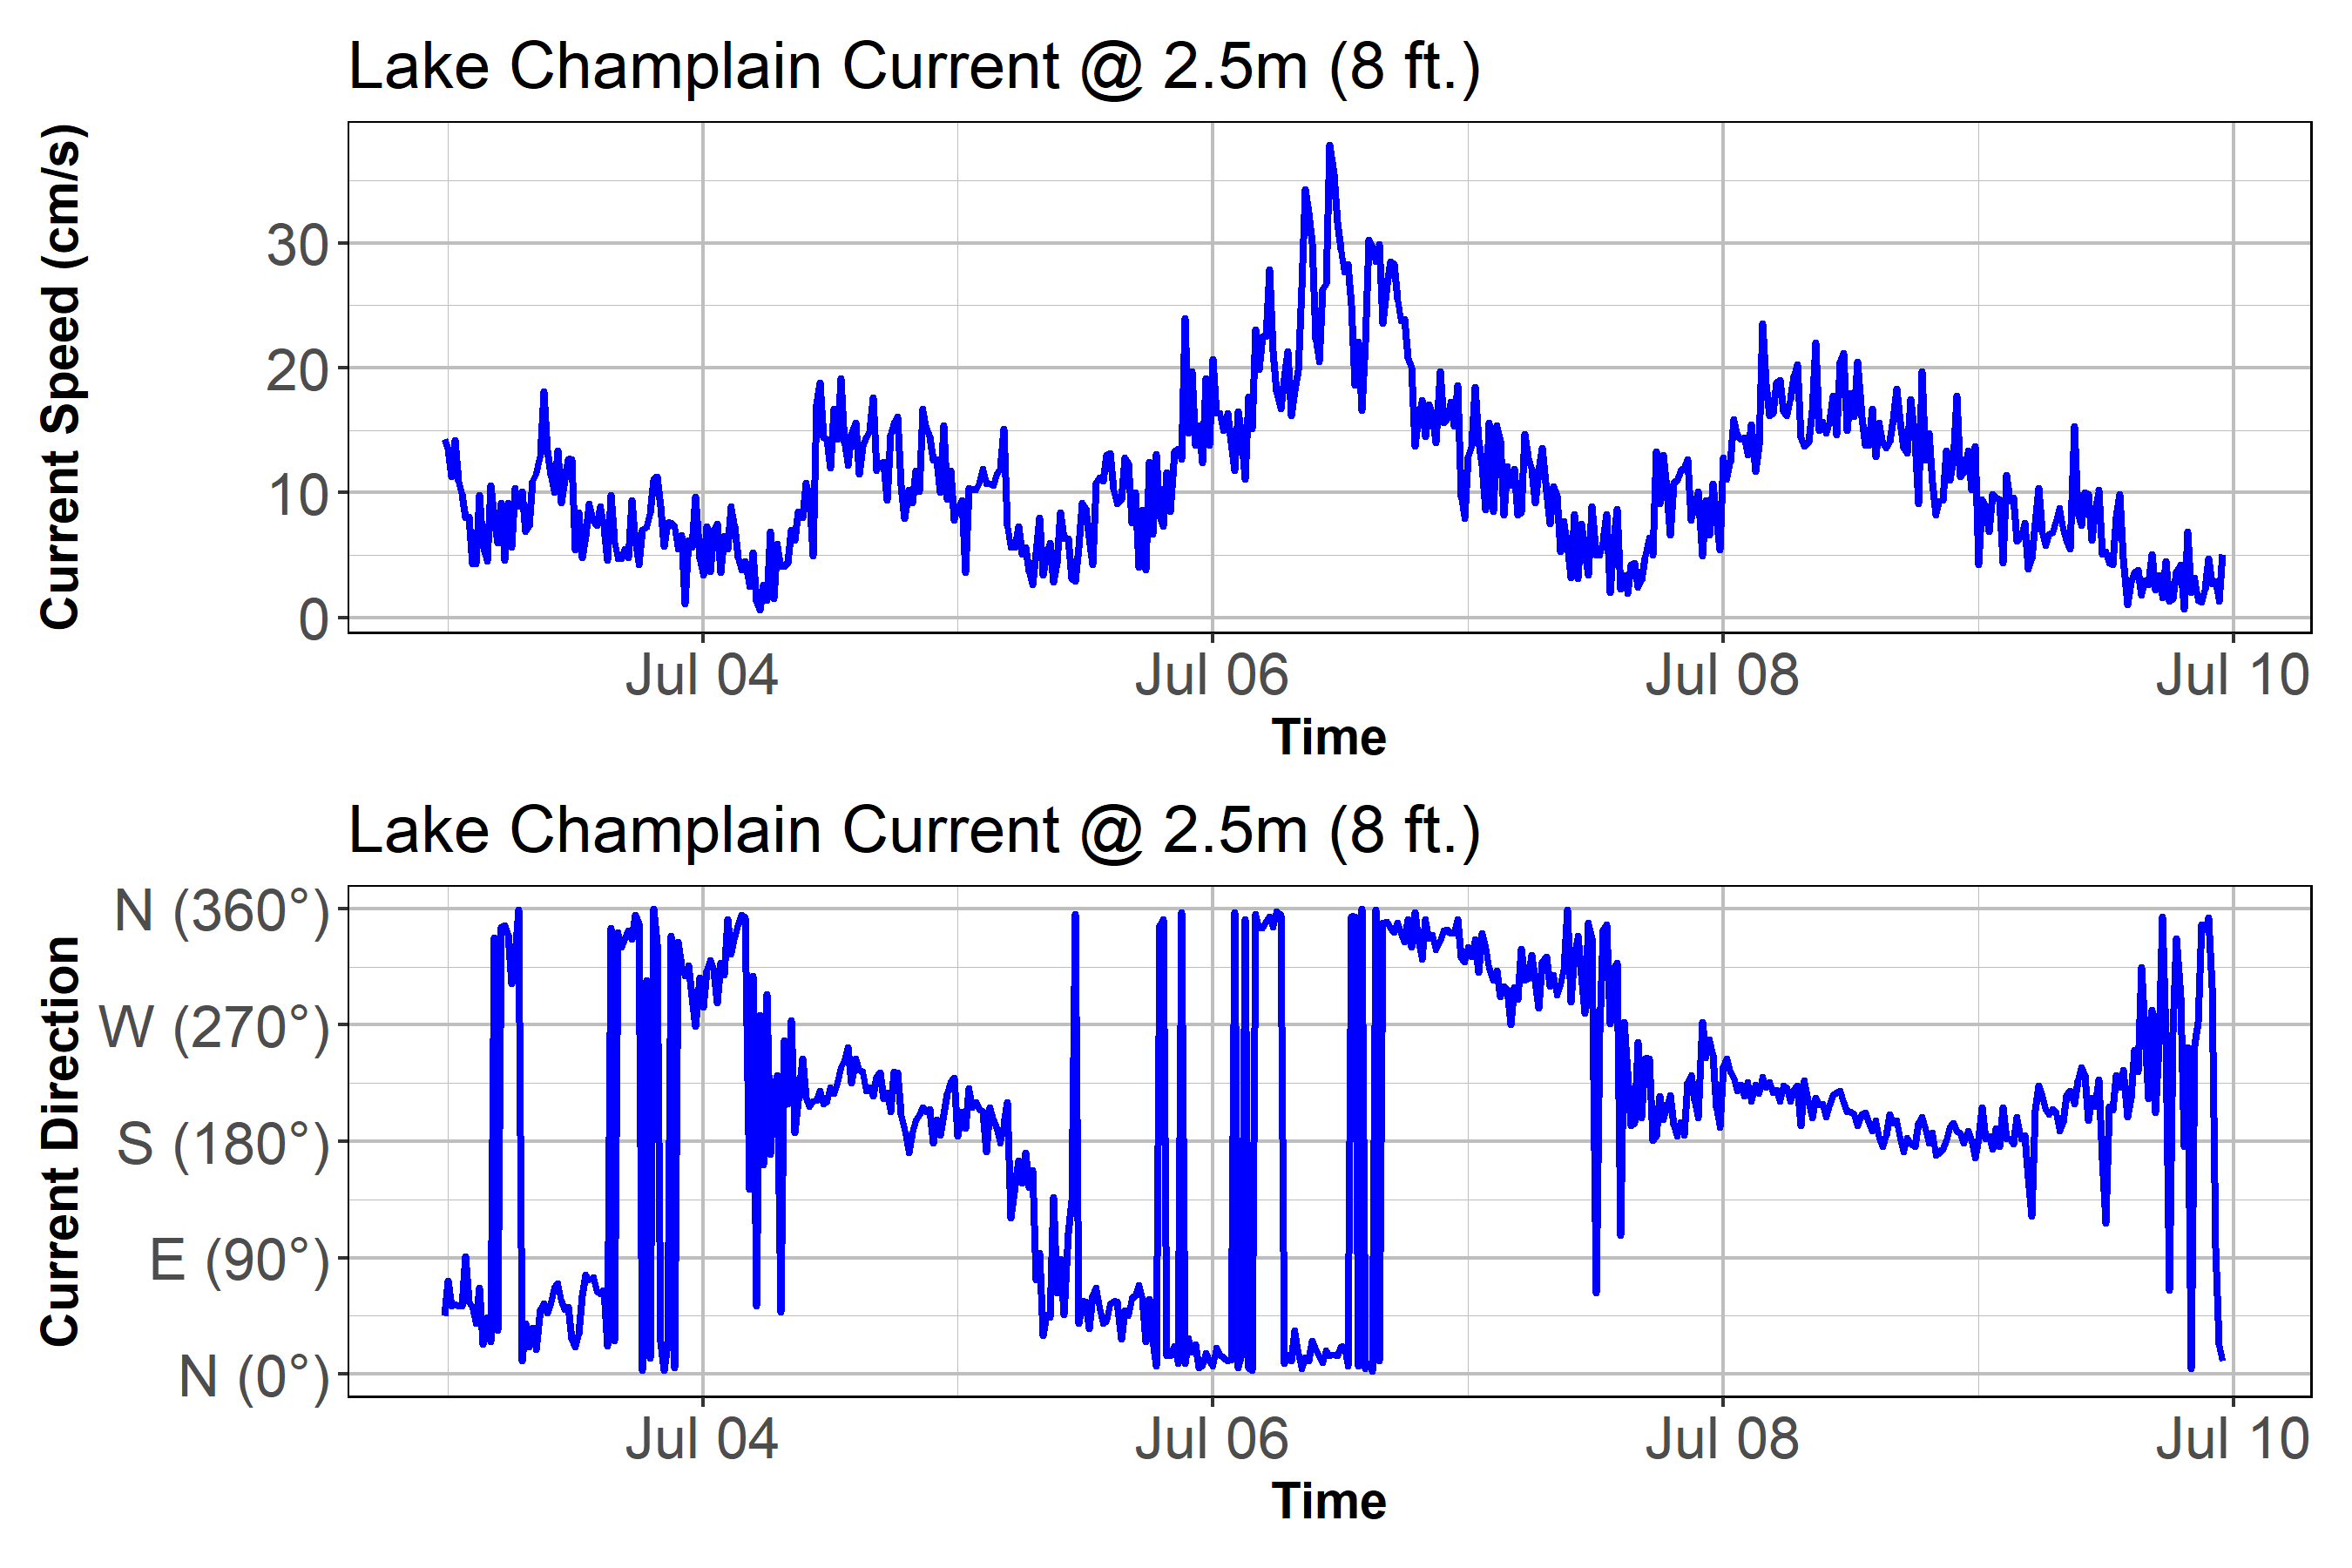 Lake Champlain Current @ 2.5m (8 ft.)
Current Speed (cm/s)
30
20
10
0
Jul 04 Jul 06 Jul 08 Jul 10
Time
Lake Champlain Current @ 2.5m (8 ft.)
Current Direction
N (360°)
W (270°)
S (180°)
E (90°)
N (0°)
Jul 04 Jul 06 Jul 08 Jul 10
Time